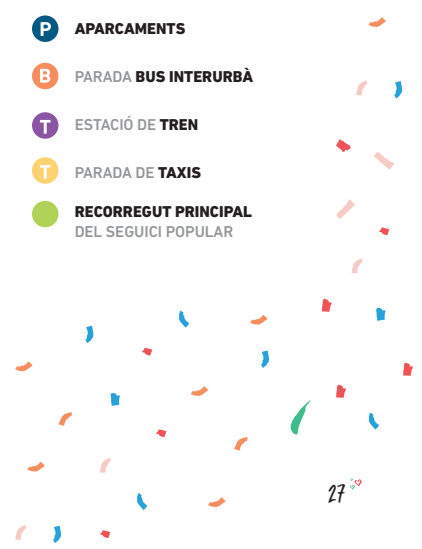 P APARCAMENTS
B PARADA BUS INTERURBÀ
T ESTACIÓ DE TREN
T PARADA DE TAXIS
RECORREGUT PRINCIPAL
DEL SEGUICI POPULAR
27